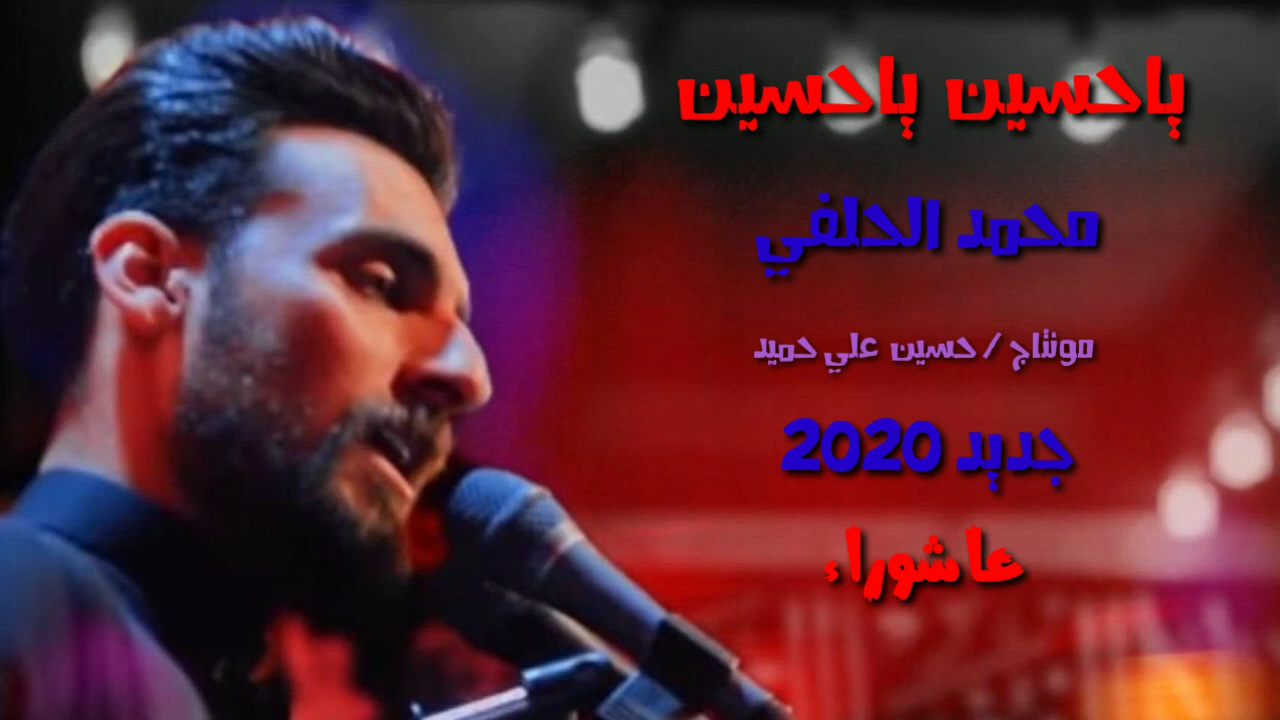 ياحسين ياحسين
محمد الحلفي
مونتاج / حسين علي حميد
جديد 2020
عاشوراء